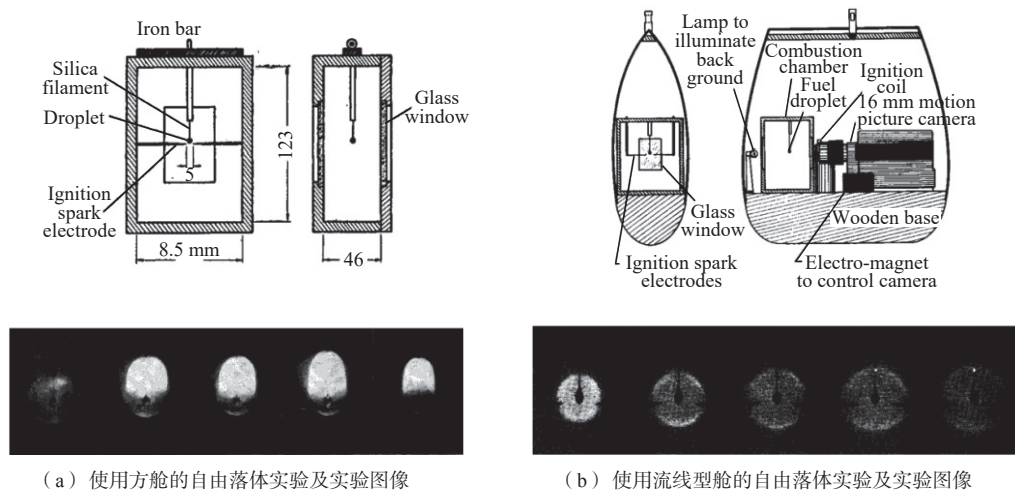 Iron bar
Silica
filament
Droplet
Ignition
spark
electrode
5
123
8.5 mm
Glass
window
46
Lamp to
illuminate
back
ground
Combustion
chamber
Fuel
droplet
Ignition
coil
16 mm motion
picture camera
Glass
window
Wooden base
Ignition spark
electrodes
Electro-magnet
to control camera
(a) 使用方舱的自由落体实验及实验图像
(b) 使用流线型舱的自由落体实验及实验图像